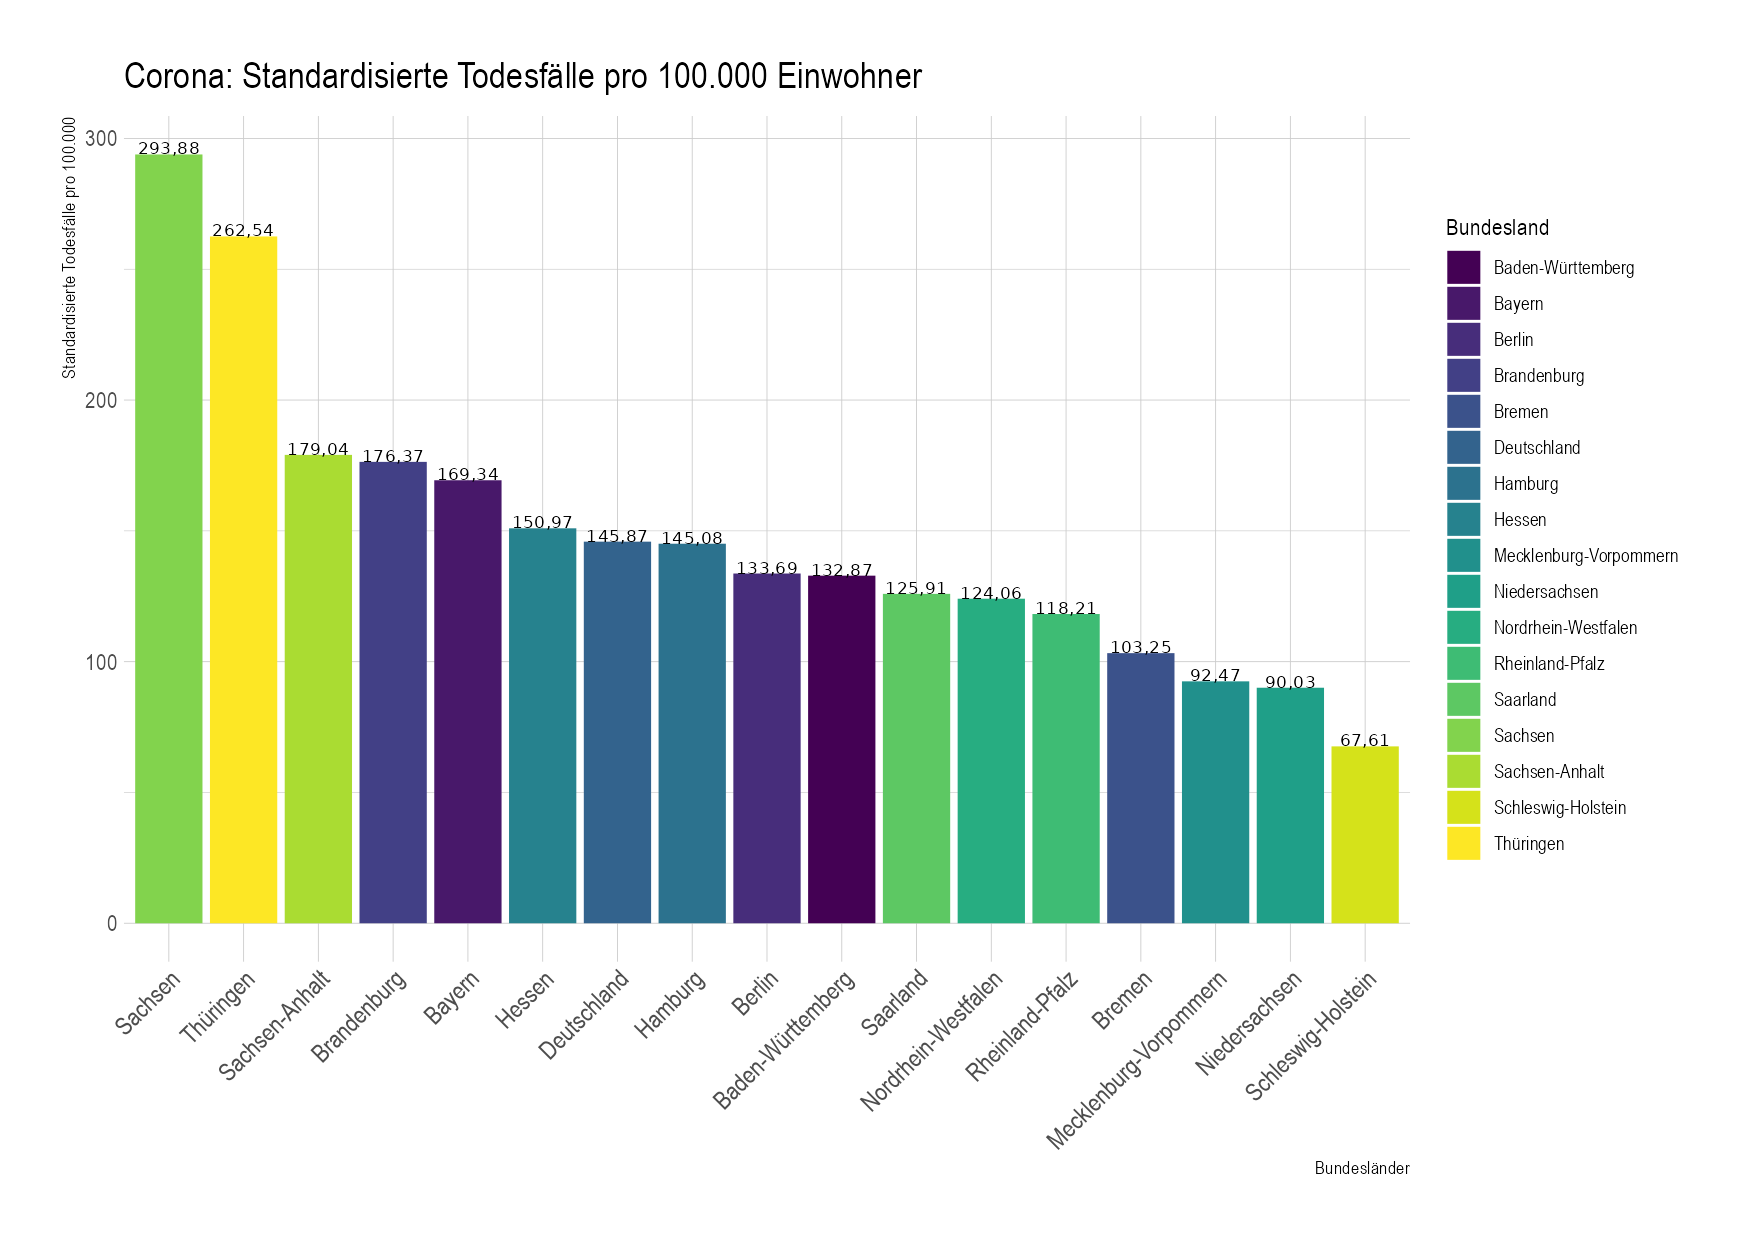 Corona: Standardisierte Todesfälle pro 100.000 Einwohner
Standardisierte Todesfälle pro 100.000
300
200
100
0
293,88
262,54
179,04
176,37
169,34
150,97
145,87
145,08
133,69
132,87
125,91
124,06
118,21
103,25
92,47
90,03
67,61
Sachsen
Thüringen
Sachsen-Anhalt
Brandenburg
Bayern
Hessen
Deutschland
Hamburg
Berlin
Baden-Württemberg
Saarland
Nordrhein-Westfalen
Rheinland-Pfalz
Bremen
Mecklenburg-Vorpommern
Niedersachsen
Schleswig-Holstein
Bundesländer
Bundesland
Baden-Württemberg
Bayern
Berlin
Brandenburg
Bremen
Deutschland
Hamburg
Hessen
Mecklenburg-Vorpommern
Niedersachsen
Nordrhein-Westfalen
Rheinland-Pfalz
Saarland
Sachsen
Sachsen-Anhalt
Schleswig-Holstein
Thüringen